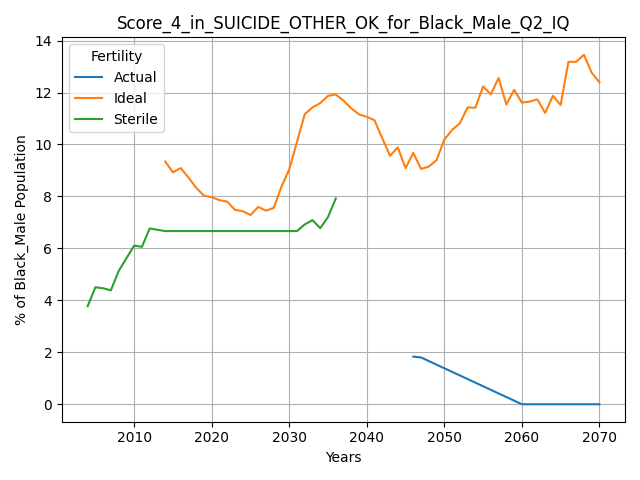 Score_4_in_SUICIDE_OTHER_OK_for_Black_Male_Q2_IQ
Fertility
Actual
Ideal
Sterile
% of Black_Male Population
14
12
10
8
6
4
2
0
2010 2020 2030 2040 2050 2060 2070
Years